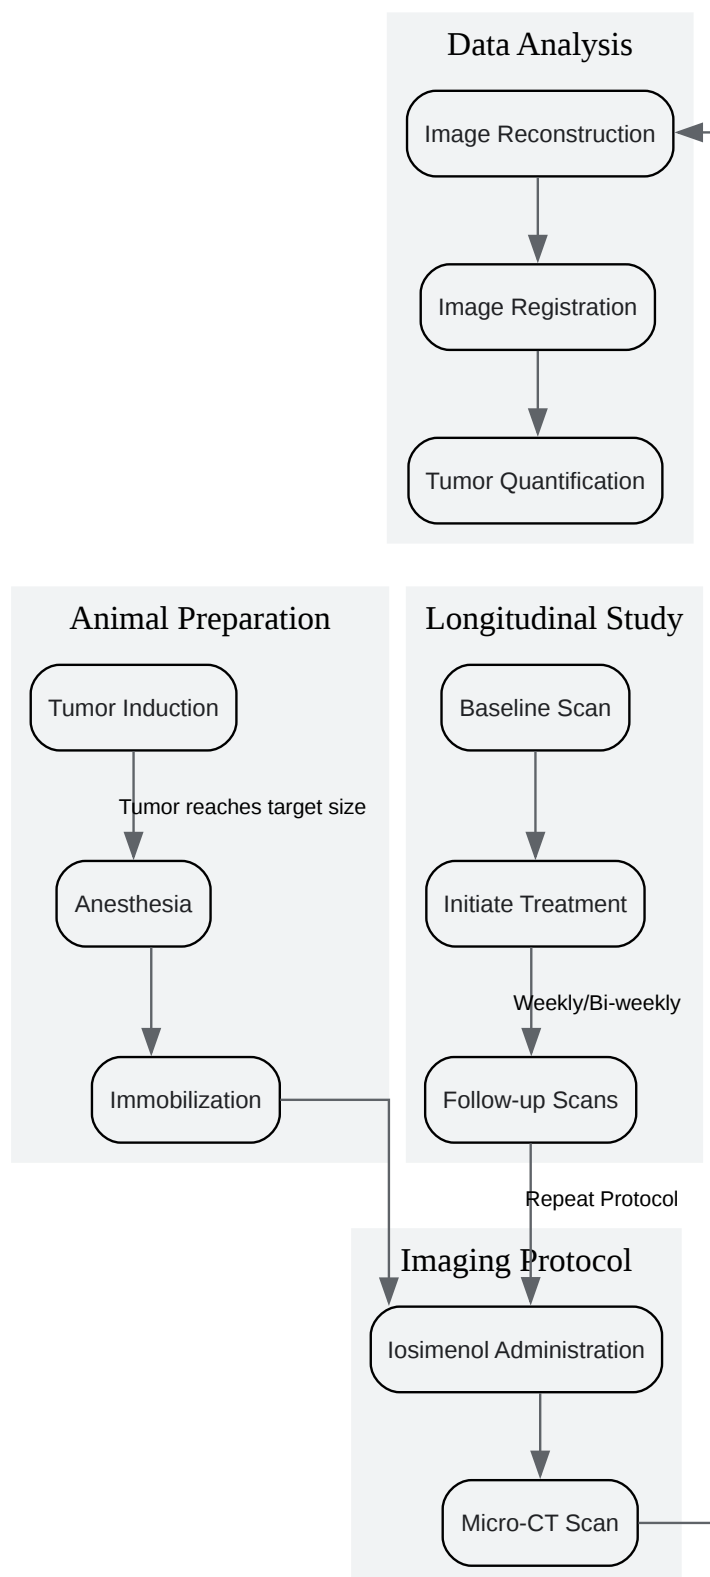 Data Analysis
Image Reconstruction
Image Registration
Tumor Quantification
Animal Preparation
Tumor Induction
Tumor reaches target size
Anesthesia
Immobilization
Longitudinal Study
Baseline Scan
Initiate Treatment
Weekly/Bi-weekly
Follow-up Scans
Repeat Protocol
Imaging Protocol
Iosimenol Administration
Micro-CT Scan